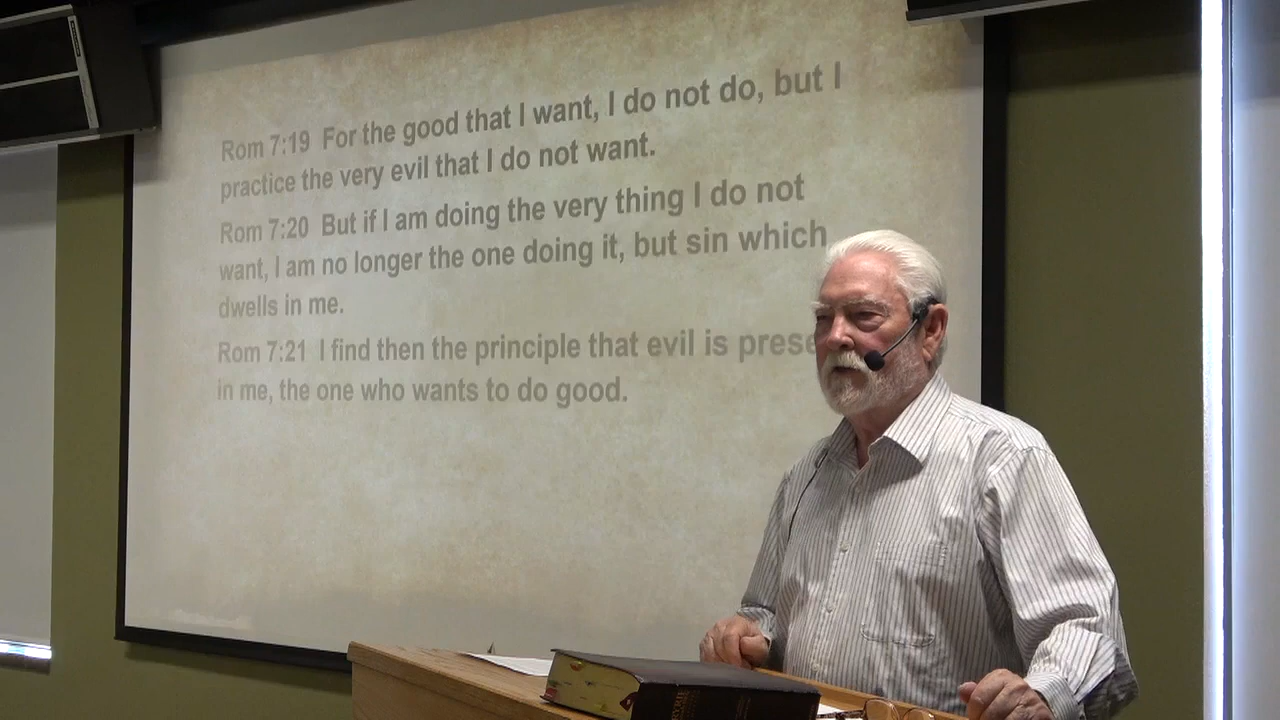 Rom 7:19 For the good that I want, I do not do, but I
practice the very evil that I do not want.
Rom 7:20 But if I am doing the very thing I do not
want, I am no longer the one doing it, but sin which
dwells in me.
Rom 7:21 I find then the principle that evil is prese
in me, the one who wants to do good.